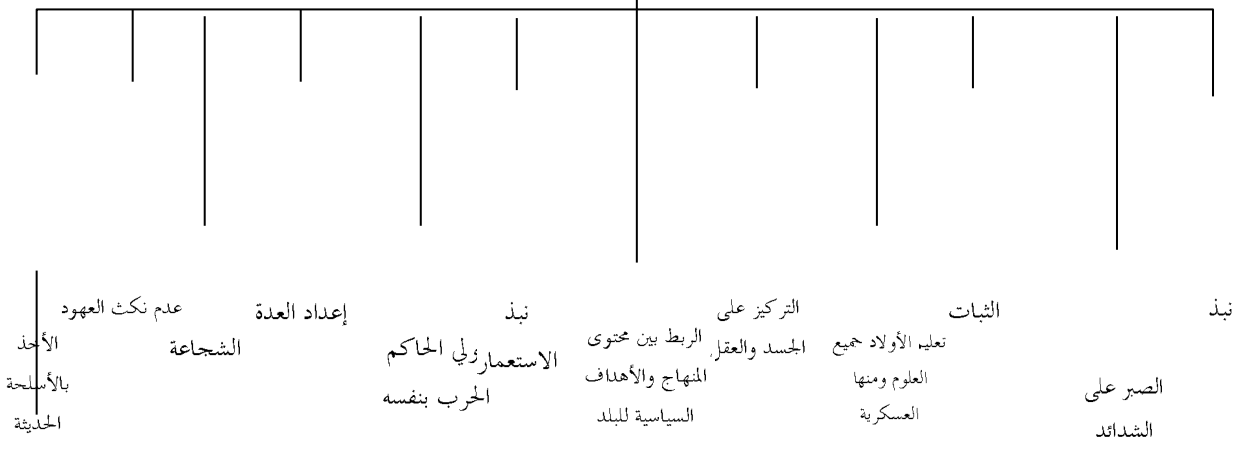 نبذ
الصبر على
الشدائد
الثبات
تعليم الأولاد جميع
العلوم ومنها
العسكرية
التركيز على
الجسد والعقل
الربط بين محتوى
المنهاج والأهداف
السياسية للبلد
نبذ
الاستعمار
ولي الحاكم
الحرب بنفسه
إعداد العدة
الشجاعة
عدم نكث العهود
الأخذ
بالأسلحة
الحديثة